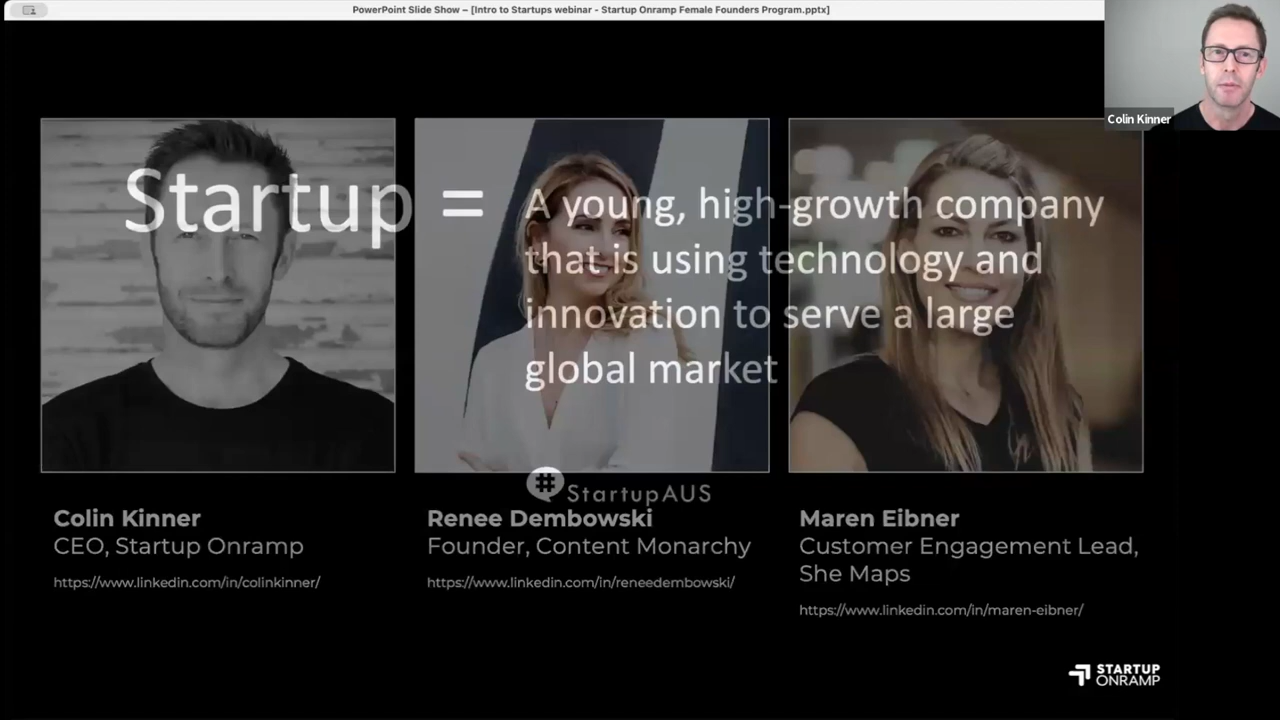 PowerPoint Slide Show – [Intro to Startups webinar - Startup Onramp Female Founders Program.pptx]
Colin Kinner
Startup =
A young, high-growth company
that is using technology and
innovation to serve a large
global market
# StartupAUS
Colin Kinner
CEO, Startup Onramp
https://www.linkedin.com/in/colinkinner/
Renee Dembowski
Founder, Content Monarchy
https://www.linkedin.com/in/reneedembowski/
Maren Eibner
Customer Engagement Lead,
She Maps
https://www.linkedin.com/in/maren-eibner/
STARTUP
ONRAMP